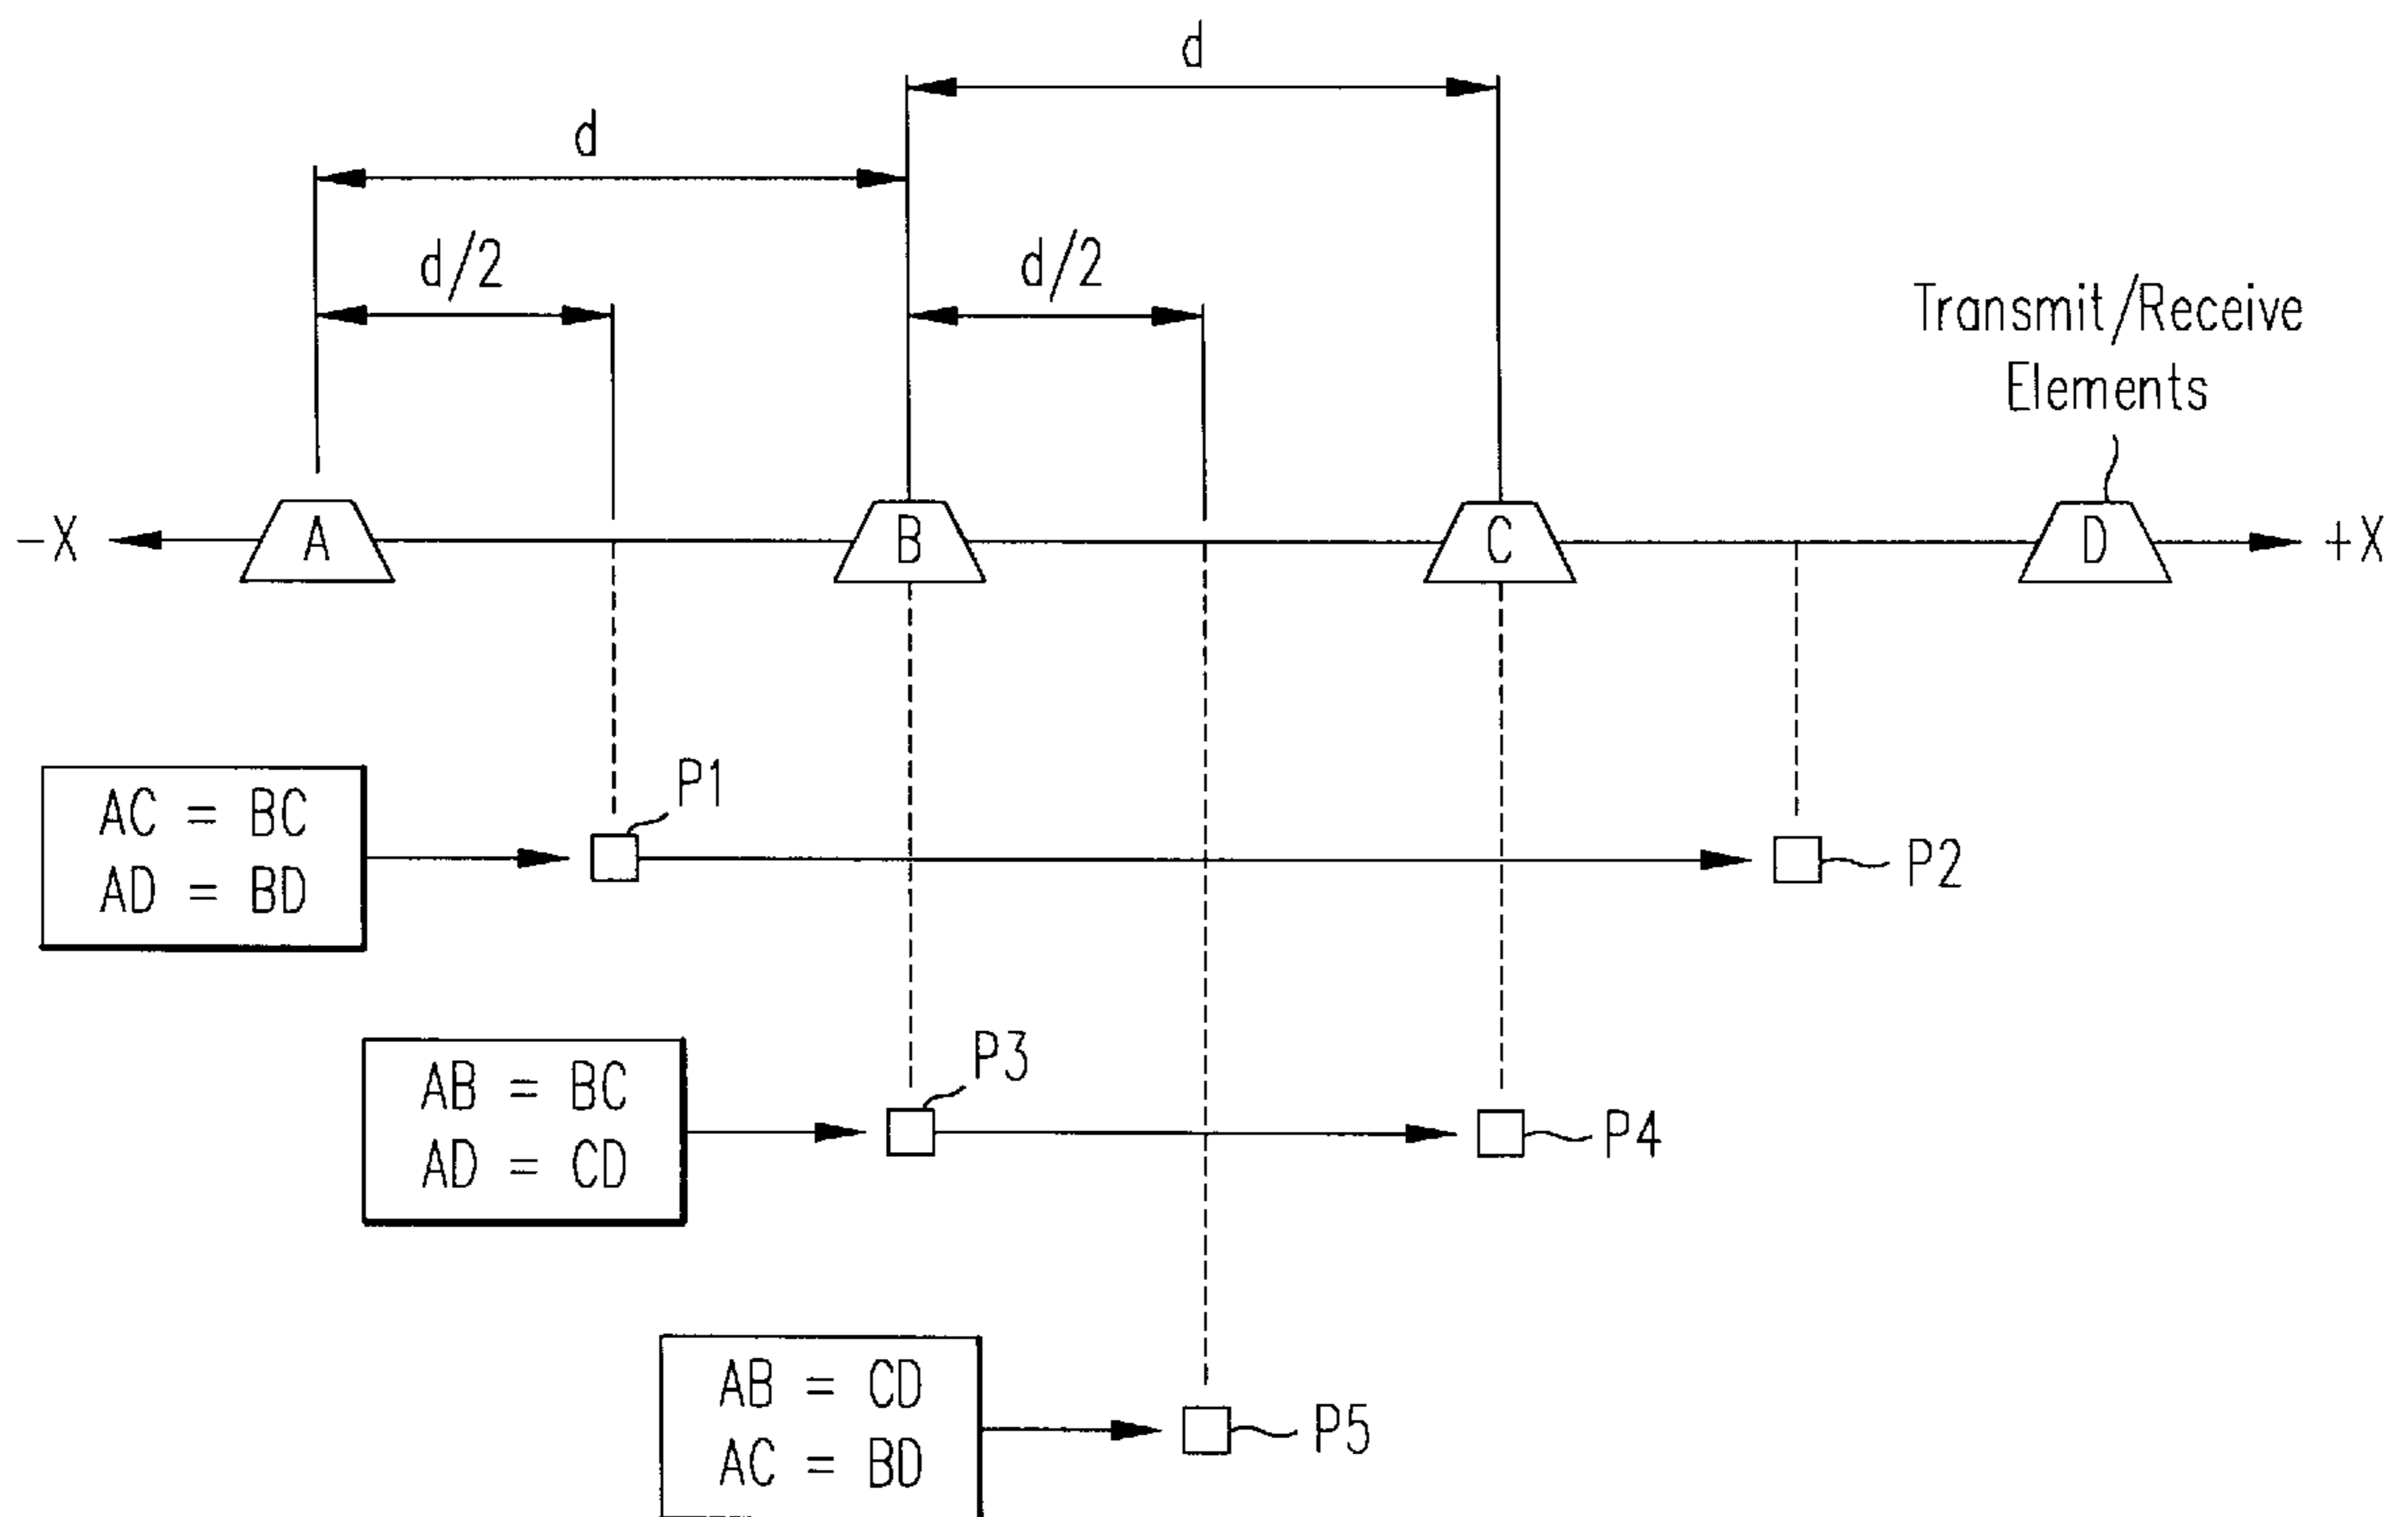 d
d
d/2
d/2
Transmit/Receive
Elements
-X
A
B
C
D
+X
P1
AC = BC
AD = BD
P2
P3
AB = BC
AD = CD
P4
AB = CD
AC = BD
P5